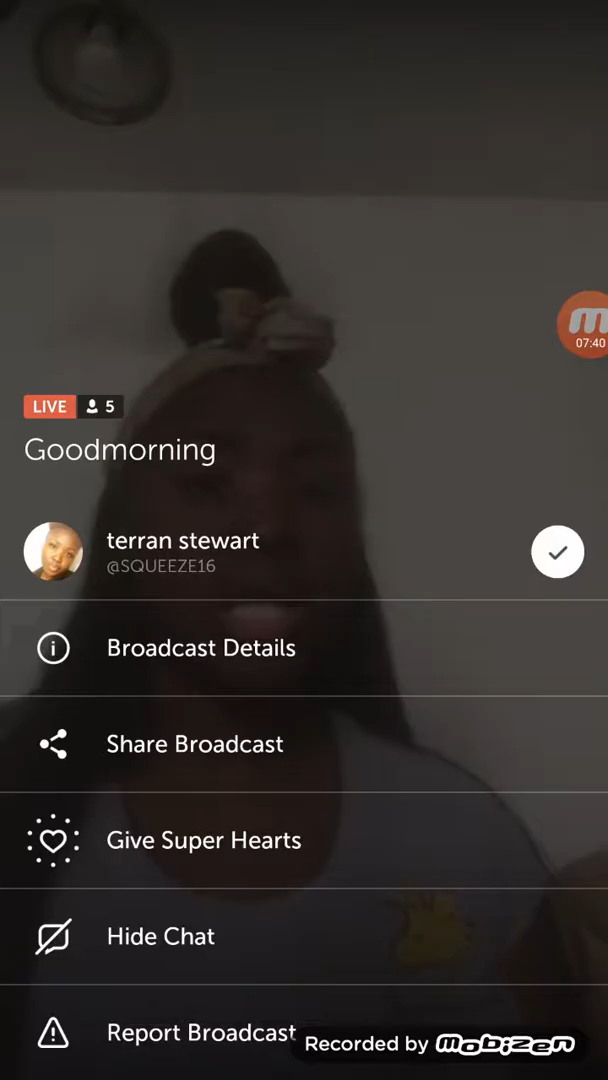 07:40
LIVE 5
Goodmorning
terran stewart
@SQUEEZE16
Broadcast Details
Share Broadcast
Give Super Hearts
Hide Chat
Report Broadcast
Recorded by mobizen